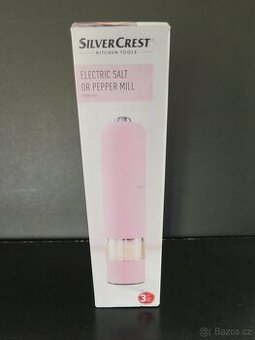 SILVERCREST
KITCHEN TOOLS
ELECTRIC SALT
OR PEPPER MILL
3
Bazos.cz